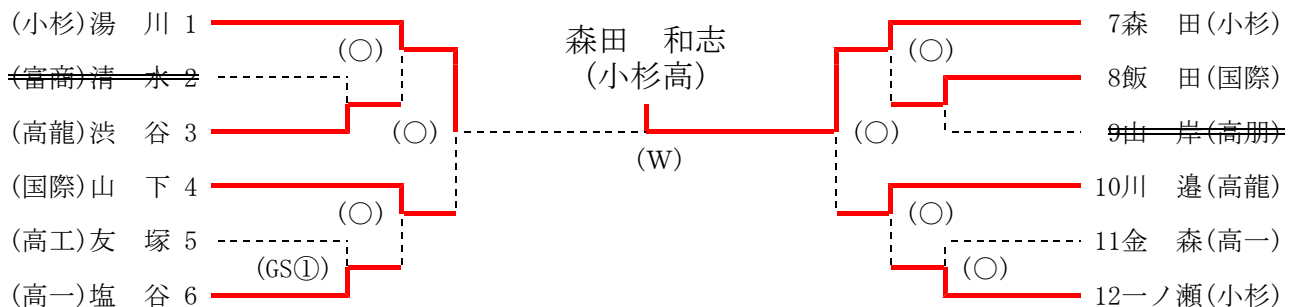 (小杉)湯　川 1
(富商)清　水 2
(高龍)渋　谷 3
(国際)山　下 4
(高工)友　塚 5
(高一)塩　谷 6
(○)
(○)
(○)
(GS①)
森田　和志
(小杉高)
(W)
(○)
(○)
(○)
(○)
7森　田(小杉)
8飯　田(国際)
9山　岸(高朋)
10川　邉(高龍)
11金　森(高一)
12一ノ瀬(小杉)